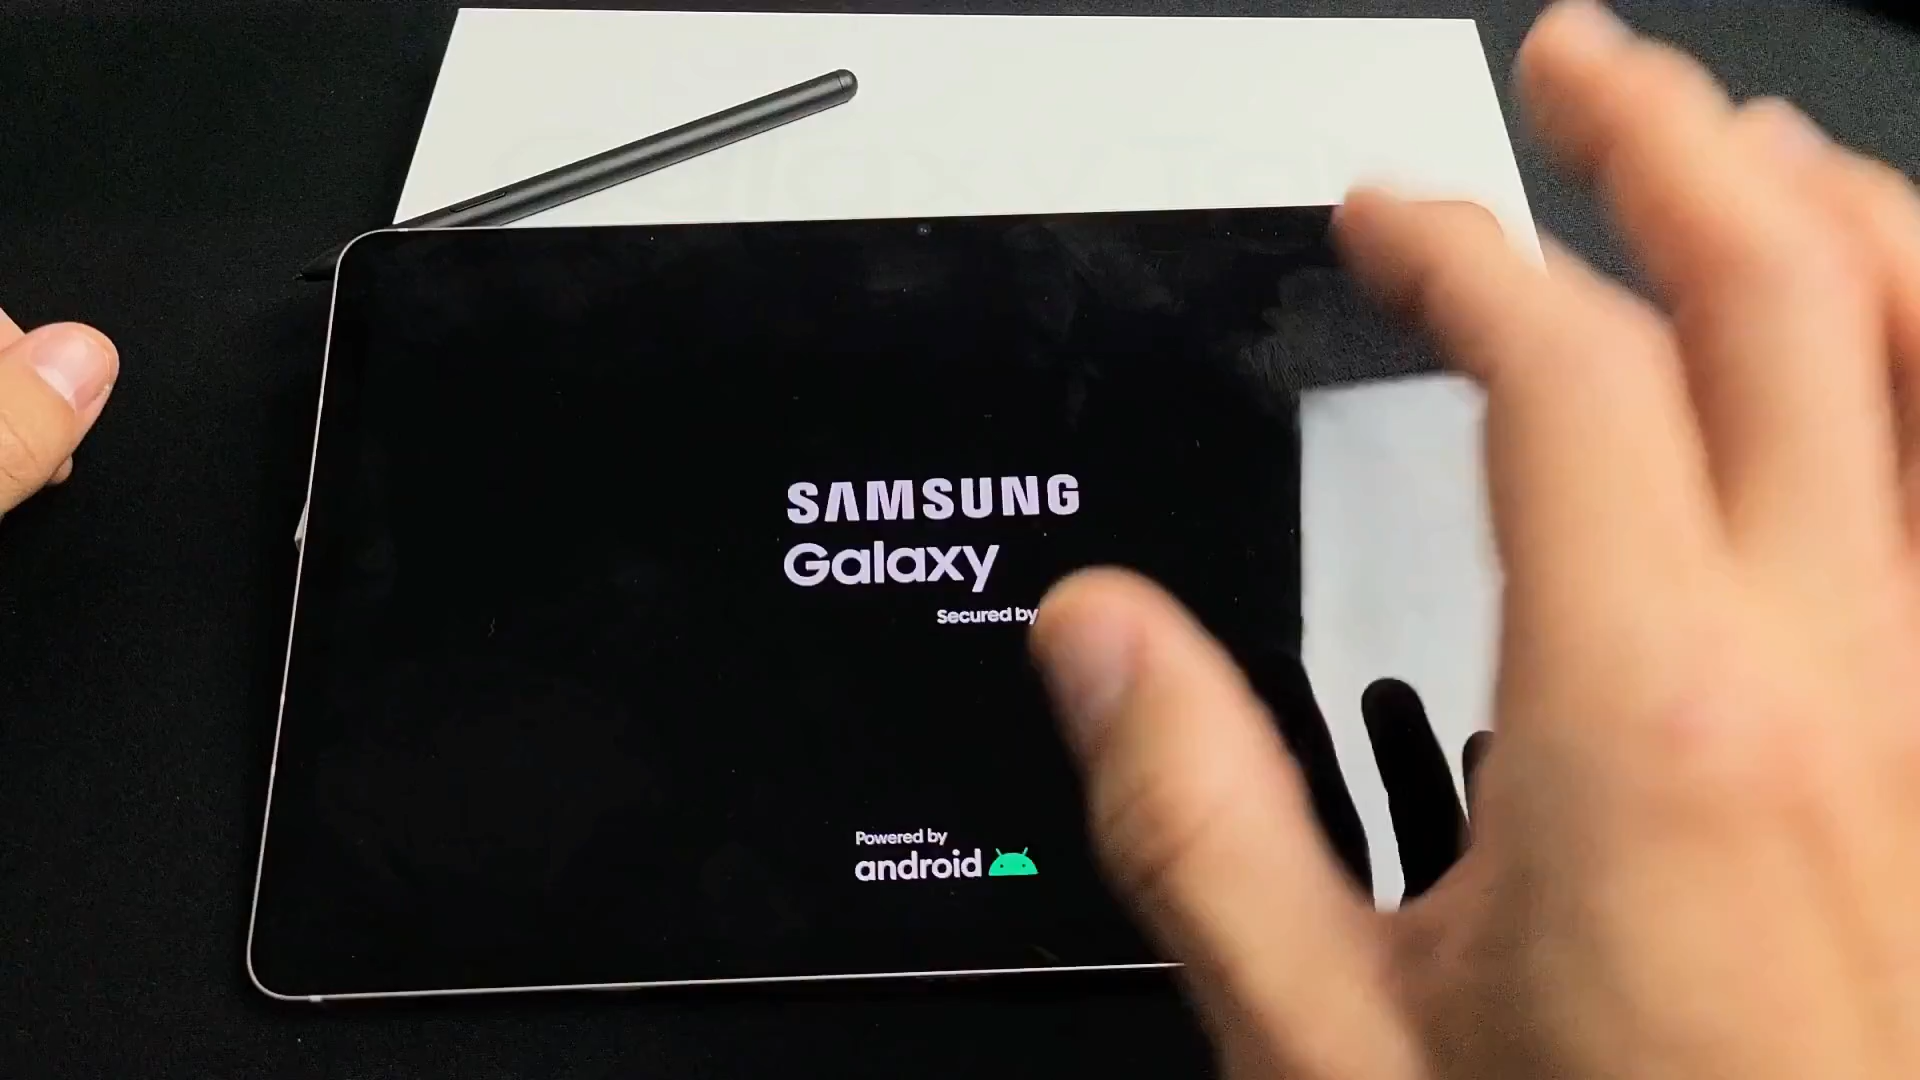 SAMSUNG
Galaxy
Secured by
Powered by
android